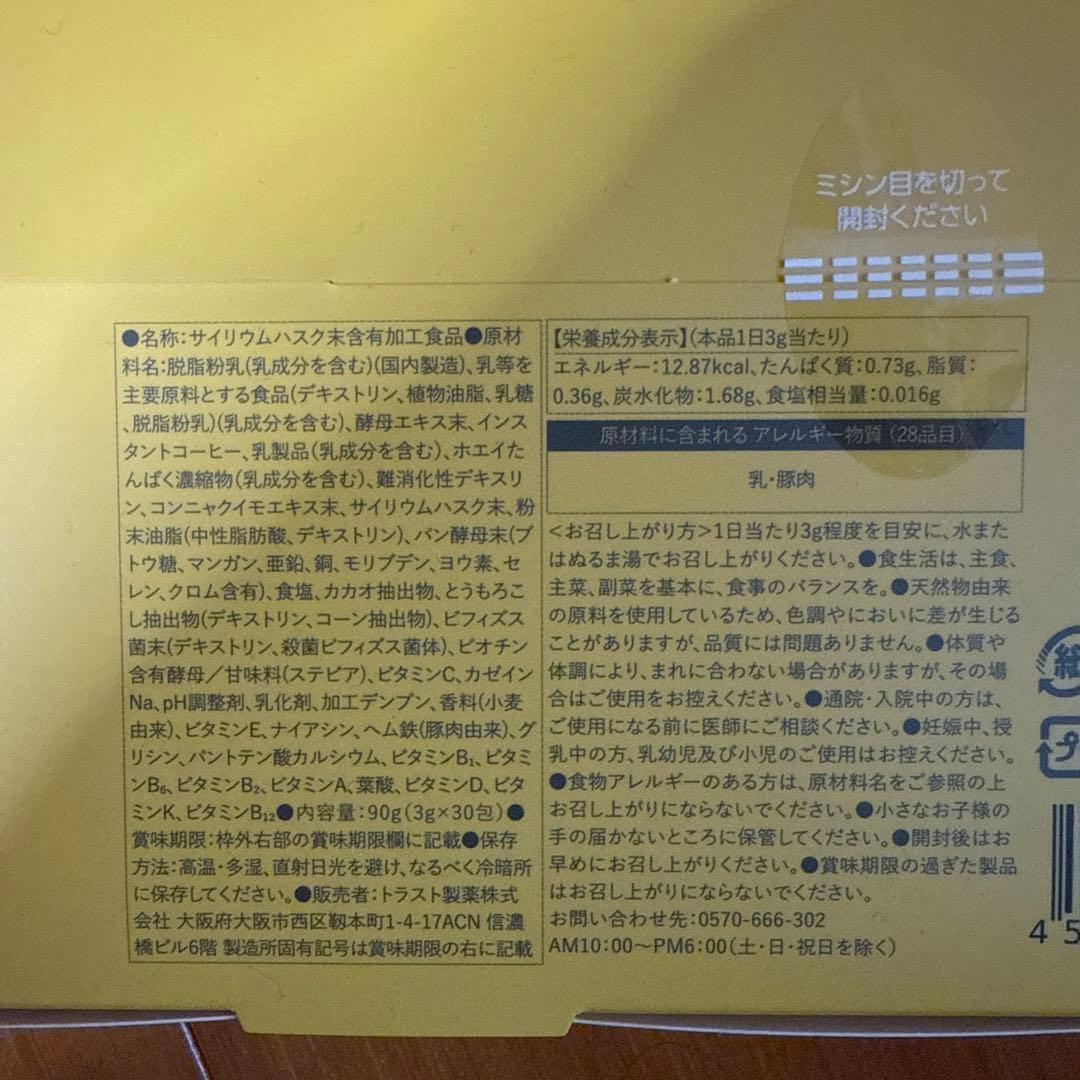 ミシン目を切って
開封ください
●名称:サイリウムハスク末含有加工食品●原材
料名:脱脂粉乳(乳成分を含む)(国内製造)、乳等を
主要原料とする食品(デキストリン、植物油脂、乳糖
、脱脂粉乳)(乳成分を含む)、酵母エキス末、インス
タントコーヒー、乳製品(乳成分を含む)、ホエイた
んぱく濃縮物(乳成分を含む)、難消化性デキスリ
ン、コンニャクイモエキス末、サイリウムハスク末、粉
末油脂(中性脂肪酸、デキストリン)、パン酵母末(ブ
トウ糖、マンガン、亜鉛、銅、モリブデン、ヨウ素、セ
レン、クロム含有)、食塩、カカオ抽出物、とうもろこ
し抽出物(デキストリン、コーン抽出物)、ビフィズス
菌末(デキストリン、殺菌ビフィズス菌体)、ビオチン
含有酵母/甘味料(ステビア)、ビタミンC、カゼイン
Na、pH調整剤、乳化剤、加工デンプン、香料(小麦
由来)、ビタミンE、ナイアシン、ヘム鉄(豚肉由来)、グ
リシン、パントテン酸カルシウム、ビタミンB₁、ビタミ
ンB₆、ビタミンB₂、ビタミンA、葉酸、ビタミンD、ビタ
ミンK、ビタミンB₁₂●内容量:90g(3g×30包)●
賞味期限:枠外右部の賞味期限欄に記載●保存
方法:高温・多湿、直射日光を避け、なるべく冷暗所
に保存してください。●販売者:トラスト製薬株式
会社 大阪府大阪市西区靱本町1-4-17ACN 信濃
橋ビル6階 製造所固有記号は賞味期限の右に記載
【栄養成分表示】(本品1日3g当たり)
エネルギー:12.87kcal、たんぱく質:0.73g、脂質:
0.36g、炭水化物:1.68g、食塩相当量:0.016g
原材料に含まれる アレルギー物質 (28品目)
乳・豚肉
<お召し上がり方>1日当たり3g程度を目安に、水また
はぬるま湯でお召し上がりください。●食生活は、主食、
主菜、副菜を基本に、食事のバランスを。●天然物由来
の原料を使用しているため、色調やにおいに差が生じる
ことがありますが、品質には問題ありません。●体質や
体調により、まれに合わない場合がありますが、その場
合はご使用をお控えください。●通院・入院中の方は、
ご使用になる前に医師にご相談ください。●妊娠中、授
乳中の方、乳幼児及び小児のご使用はお控えください。
●食物アレルギーのある方は、原材料名をご参照の上
お召し上がりにならないでください。●小さなお子様の
手の届かないところに保管してください。●開封後はお
早めにお召し上がりください。●賞味期限の過ぎた製品
はお召し上がりにならないでください。
お問い合わせ先:0570-666-302
AM10:00〜PM6:00(土・日・祝日を除く)
紙
プ
4 5